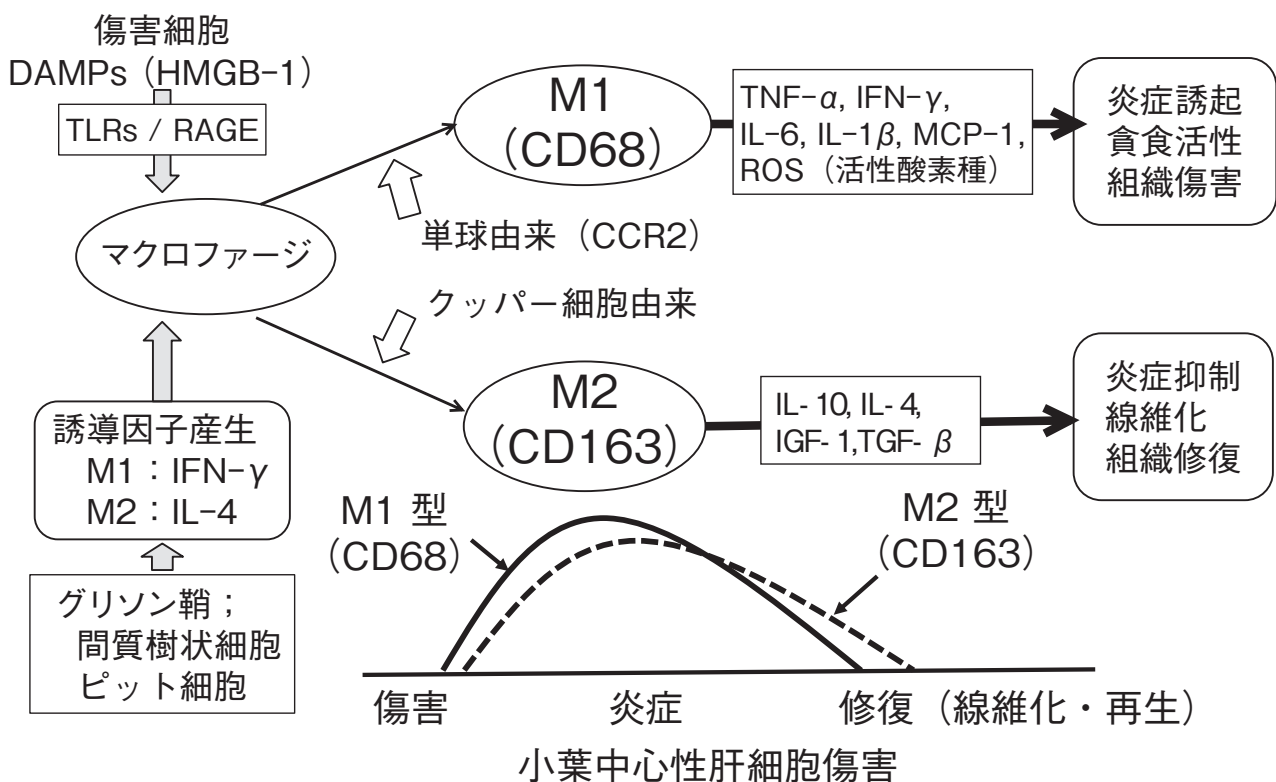 傷害細胞
DAMPs（HMGB-1）
TLRs / RAGE
マクロファージ
誘導因子産生
M1：IFN-γ
M2：IL-4
グリソン鞘；
間質樹状細胞
ピット細胞
M1
(CD68)
単球由来（CCR2）
クッパー細胞由来
M2
(CD163)
TNF-α, IFN-γ,
IL-6, IL-1β, MCP-1,
ROS（活性酸素種）
炎症誘起
貪食活性
組織傷害
IL-10, IL-4,
IGF-1,TGF-β
炎症抑制
線維化
組織修復
M1 型
(CD68)
M2 型
(CD163)
傷害 炎症 修復（線維化・再生）
小葉中心性肝細胞傷害